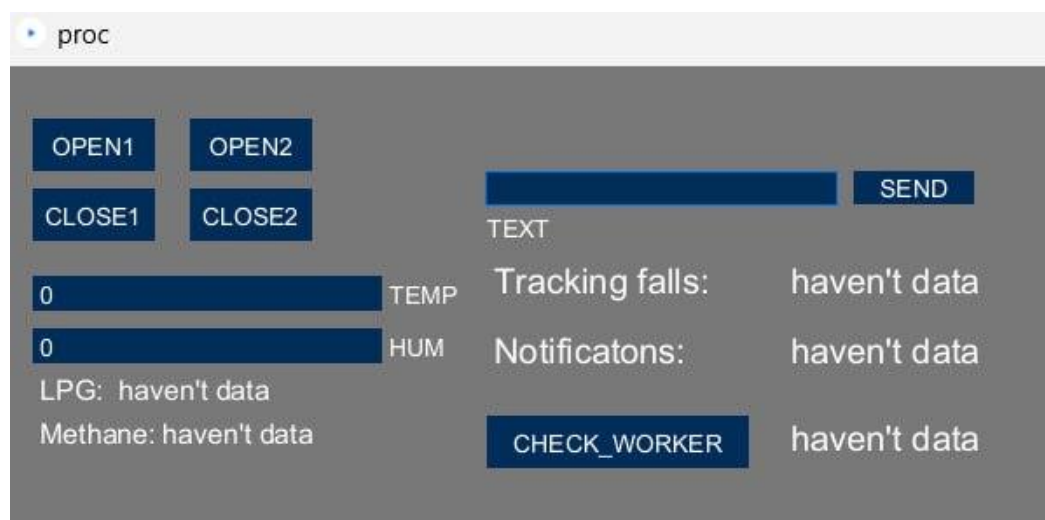 proc
OPEN1 OPEN2
CLOSE1 CLOSE2
0 TEMP
0 HUM
LPG: haven't data
Methane: haven't data
SEND
TEXT
Tracking falls: haven't data
Notificatons: haven't data
CHECK_WORKER haven't data